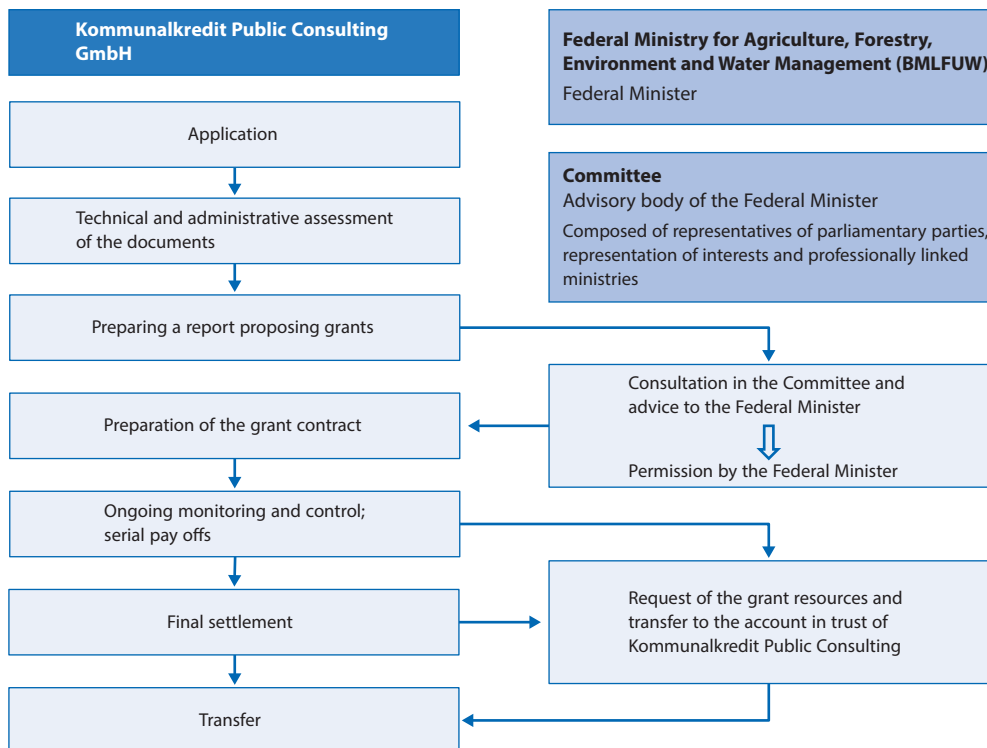 Kommunalkredit Public Consulting
GmbH
Federal Ministry for Agriculture, Forestry,
Environment and Water Management (BMLFUW)
Federal Minister
Application
Committee
Advisory body of the Federal Minister
Composed of representatives of parliamentary parties,
representation of interests and professionally linked
ministries
Technical and administrative assessment
of the documents
Preparing a report proposing grants
Consultation in the Committee and
advice to the Federal Minister
Permission by the Federal Minister
Preparation of the grant contract
Ongoing monitoring and control;
serial pay offs
Final settlement
Request of the grant resources and
transfer to the account in trust of
Kommunalkredit Public Consulting
Transfer